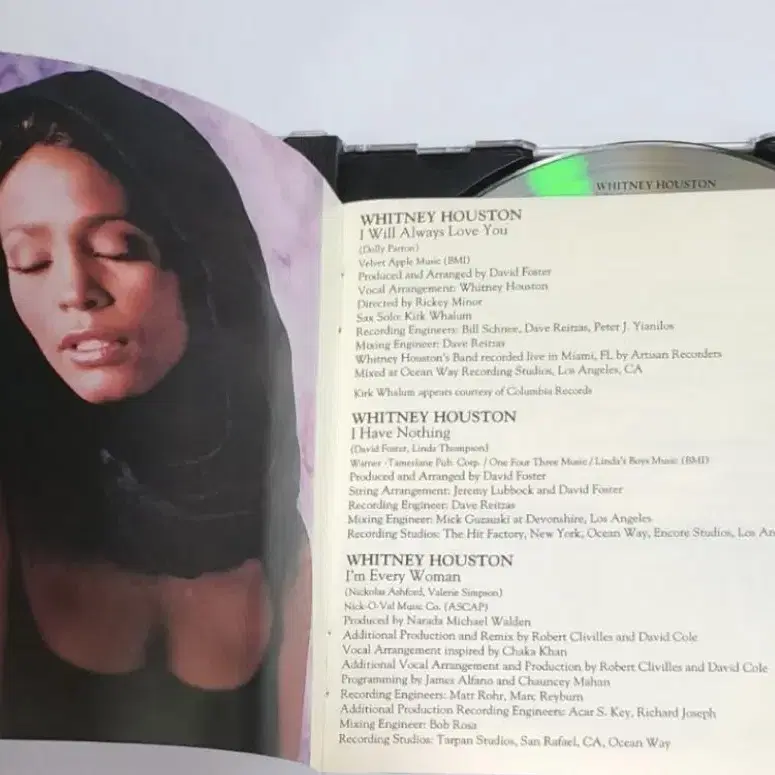 WHITNEY HOUSTON
WHITNEY HOUSTON
I Will Always Love You
(Dolly Parton)
Velvet Apple Music (BMI)
Produced and Arranged by David Foster
Vocal Arrangement: Whitney Houston
Directed by Rickey Minor
Sax Solo: Kirk Whalum
Recording Engineers: Bill Schnee, Dave Reitzas, Peter J. Yianilos
Mixing Engineer: Dave Reitzas
Whitney Houston's Band recorded live in Miami, FL by Artisan Recorders
Mixed at Ocean Way Recording Studios, Los Angeles, CA
Kirk Whalum appears courtesy of Columbia Records
WHITNEY HOUSTON
I Have Nothing
(David Foster, Linda Thompson)
Warner-Tamerlane Pub. Corp. / One Four Three Music / Linda's Boys Music (BMI)
Produced and Arranged by David Foster
String Arrangement: Jeremy Lubbock and David Foster
Recording Engineer: Dave Reitzas
Mixing Engineer: Mick Guzauski at Devonshire, Los Angeles
Recording Studios: The Hit Factory, New York, Ocean Way, Encore Studios, Los An
WHITNEY HOUSTON
I'm Every Woman
(Nickolas Ashford, Valerie Simpson)
Nick-O-Val Music Co. (ASCAP)
Produced by Narada Michael Walden
Additional Production and Remix by Robert Clivilles and David Cole
Vocal Arrangement inspired by Chaka Khan
Additional Vocal Arrangement and Production by Robert Clivilles and David Cole
Programming by James Alfano and Chauncey Mahan
Recording Engineers: Matt Rohr, Marc Reyburn
Additional Production Recording Engineers: Acar S. Key, Richard Joseph
Mixing Engineer: Bob Rosa
Recording Studios: Tarpan Studios, San Rafael, CA, Ocean Way